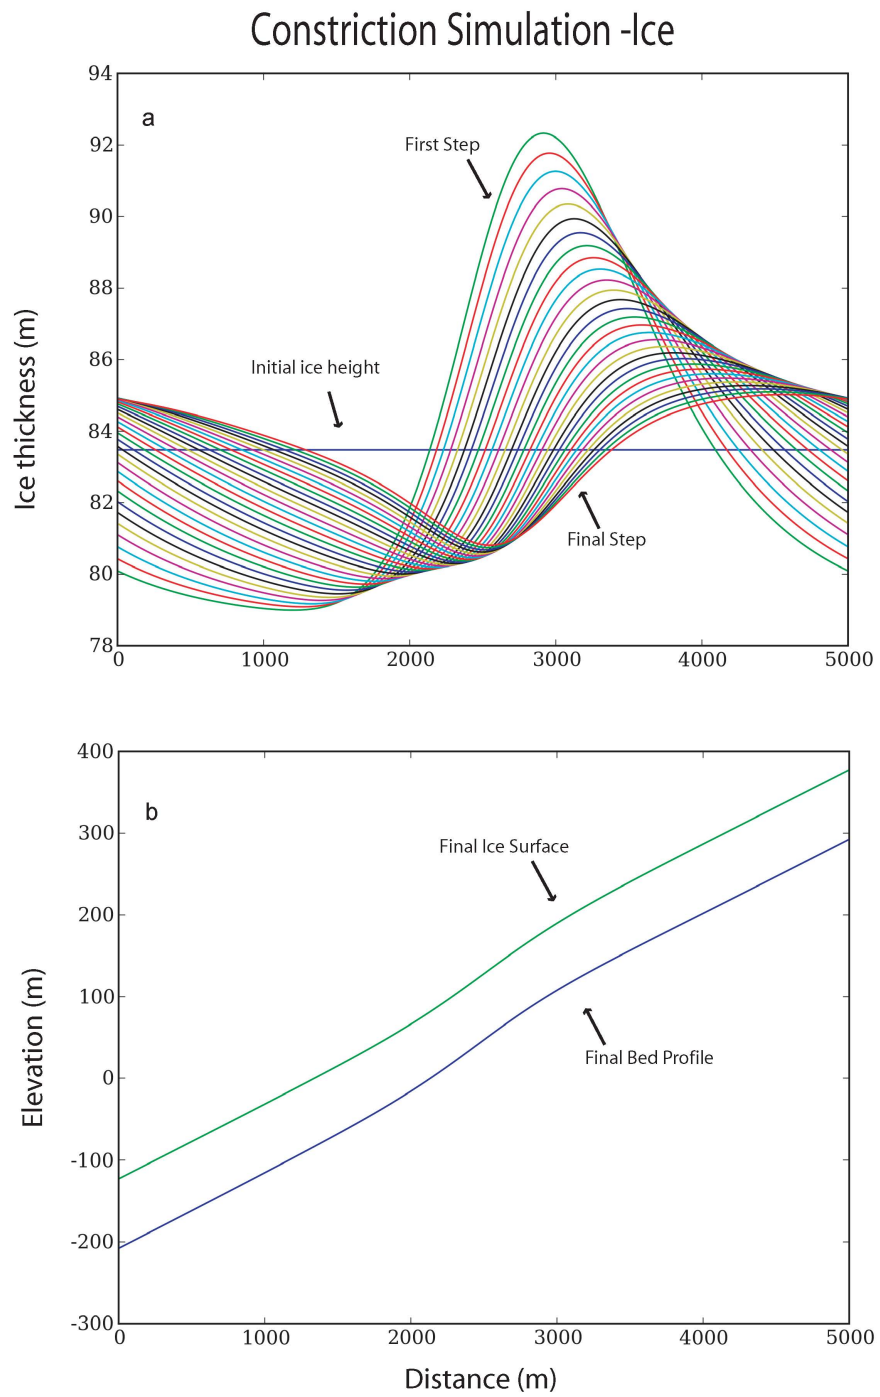 Constriction Simulation -Ice
94
92
90
88
86
84
82
80
78
Ice thickness (m)
a
First Step
Initial ice height
Final Step
0 1000 2000 3000 4000 5000
400
300
200
100
0
-100
-200
-300
Elevation (m)
b
Final Ice Surface
Final Bed Profile
0 1000 2000 3000 4000 5000
Distance (m)